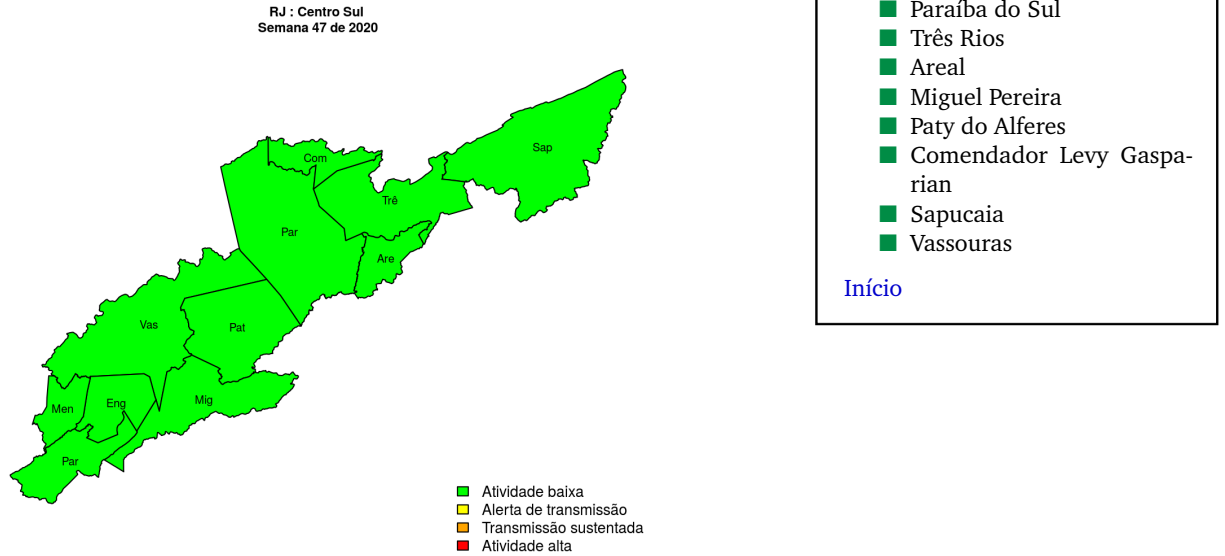 RJ : Centro Sul
Semana 47 de 2020
Sap
Com
Trê
Par
Are
Vas
Pat
Men
Eng
Mig
Par
Atividade baixa
Alerta de transmissão
Transmissão sustentada
Atividade alta
Paraíba do Sul
Três Rios
Areal
Miguel Pereira
Paty do Alferes
Comendador Levy Gaspa-
rian
Sapucaia
Vassouras
Início